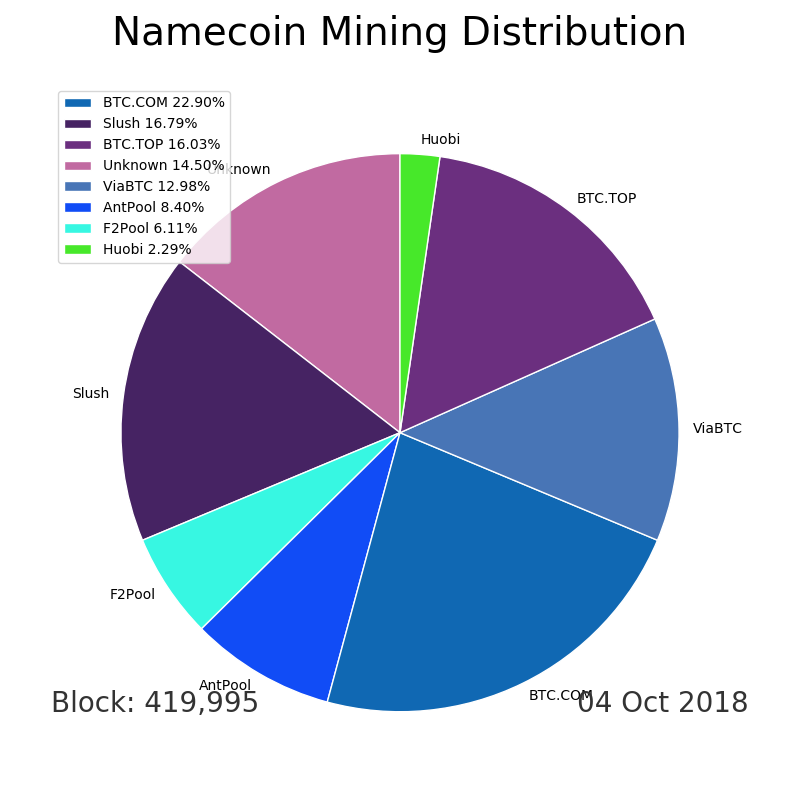 Namecoin Mining Distribution
BTC.COM 22.90%
Slush 16.79%
BTC.TOP 16.03%
Unknown 14.50%
ViaBTC 12.98%
AntPool 8.40%
F2Pool 6.11%
Huobi 2.29%
Huobi
Unknown
BTC.TOP
Slush
ViaBTC
F2Pool
AntPool
BTC.COM
Block: 419,995
04 Oct 2018